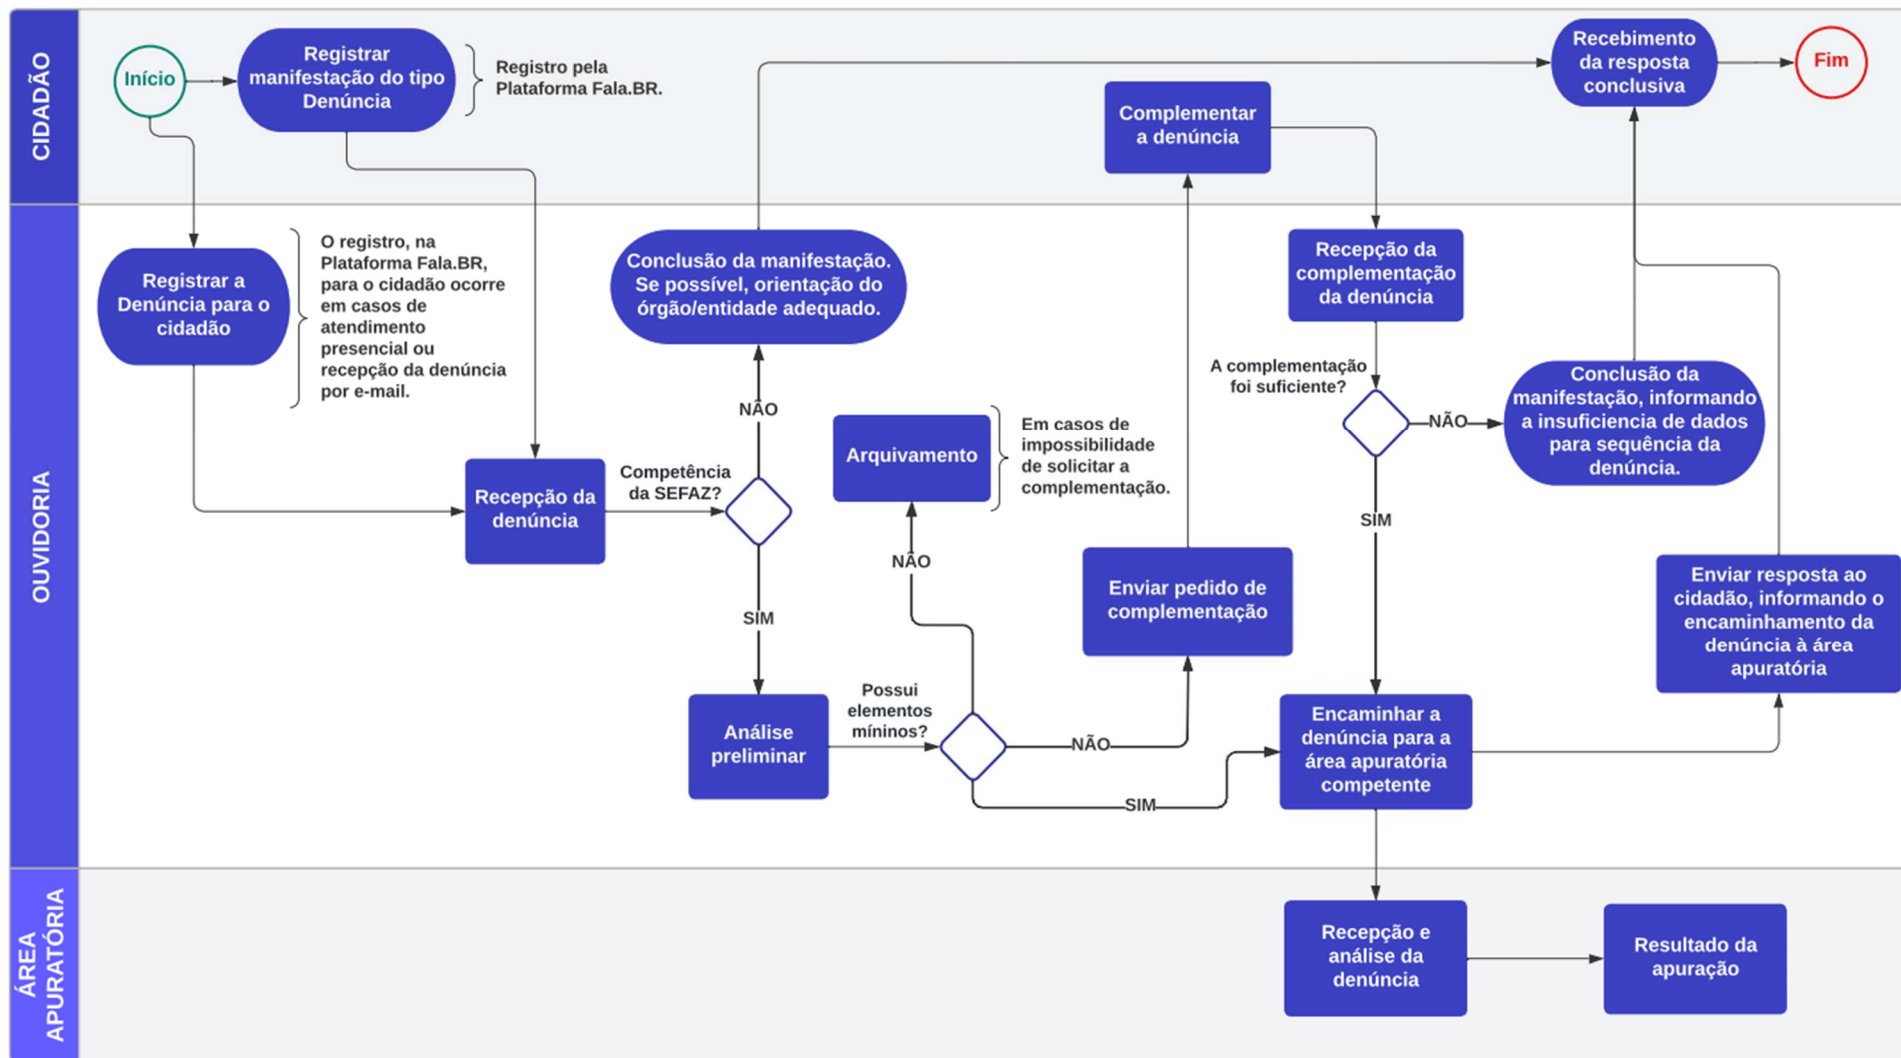 CIDADÃO
Início
Registrar
manifestação do tipo
Denúncia
Registro pela
Plataforma Fala.BR.
Complementar
a denúncia
Recebimento
da resposta
conclusiva
Fim
OUVIDORIA
Registrar a
Denúncia para o
cidadão
O registro, na
Plataforma Fala.BR,
para o cidadão ocorre
em casos de
atendimento
presencial ou
recepção da denúncia
por e-mail.
Recepção da
denúncia
Competência
da SEFAZ?
NÃO
Conclusão da manifestação.
Se possível, orientação do
órgão/entidade adequado.
SIM
Análise
preliminar
Possui
elementos
míninos?
NÃO
Arquivamento
Em casos de
impossibilidade
de solicitar a
complementação.
NÃO
Enviar pedido de
complementação
SIM
Recepção da
complementação
da denúncia
A complementação
foi suficiente?
NÃO
Conclusão da
manifestação, informando
a insuficiencia de dados
para sequência da
denúncia.
SIM
Encaminhar a
denúncia para a
área apuratória
competente
Enviar resposta ao
cidadão, informando o
encaminhamento da
denúncia à área
apuratória
ÁREA
APURATÓRIA
Recepção e
análise da
denúncia
Resultado da
apuração